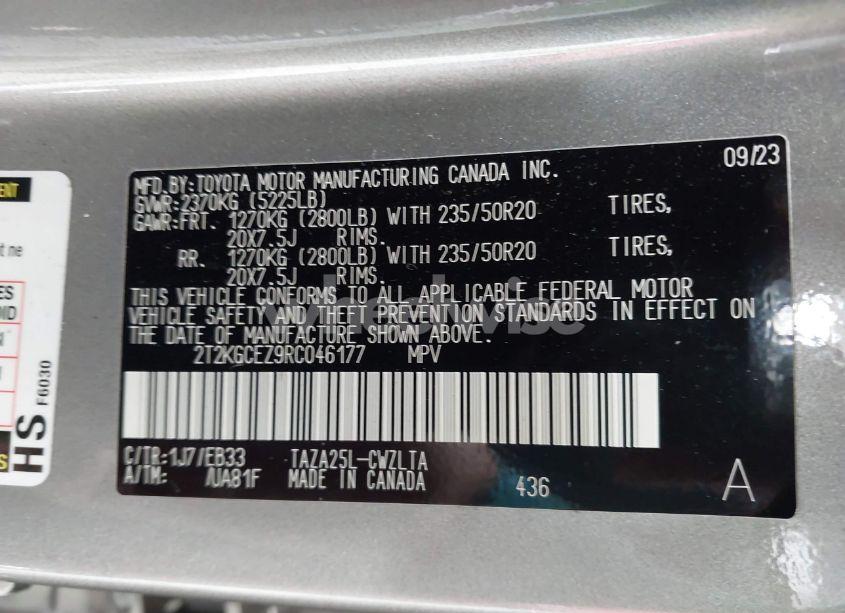 MFD. BY: TOYOTA MOTOR MANUFACTURING CANADA INC. 09/23
GVWR: 2370KG (5225LB)
GAWR: FRT. 1270KG (2800LB) WITH 235/50R20 TIRES,
20X7.5J RIMS.
RR. 1270KG (2800LB) WITH 235/50R20 TIRES,
20X7.5J RIMS.
THIS VEHICLE CONFORMS TO ALL APPLICABLE FEDERAL MOTOR
VEHICLE SAFETY AND THEFT PREVENTION STANDARDS IN EFFECT ON
THE DATE OF MANUFACTURE SHOWN ABOVE.
2T2KGCEZ9RC046177 MPV
C/TR: 1J7/EB33 TAZA25L-CWZLTA
A/TM: /UA81F MADE IN CANADA 436 A
HS F6030